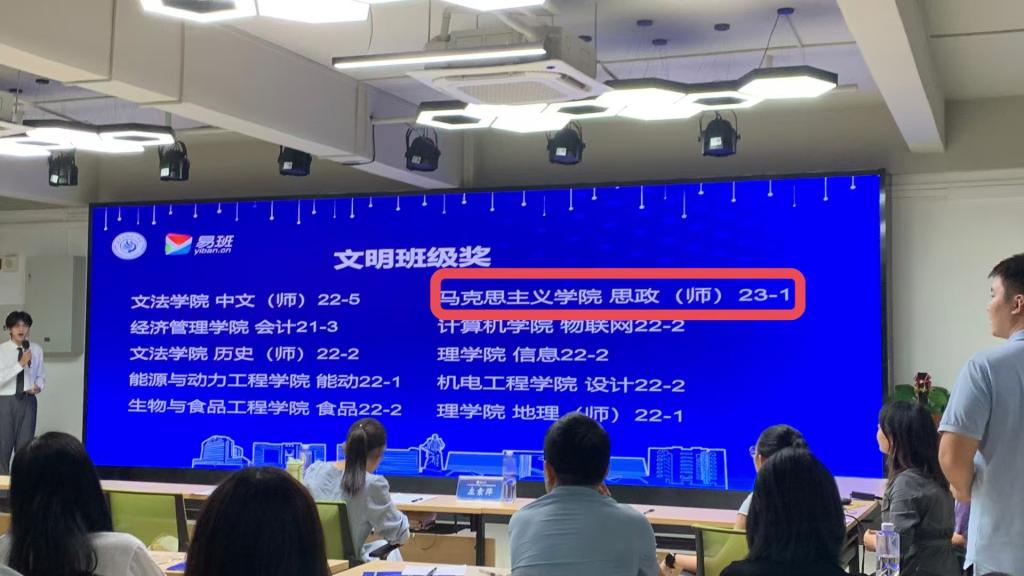 易班
yiban.cn
文明班级奖
文法学院 中文（师）22-5
经济管理学院 会计21-3
文法学院 历史（师）22-2
能源与动力工程学院 能动22-1
生物与食品工程学院 食品22-2
马克思主义学院 思政（师）23-1
计算机学院 物联网22-2
理学院 信息22-2
机电工程学院 设计22-2
理学院 地理（师）22-1